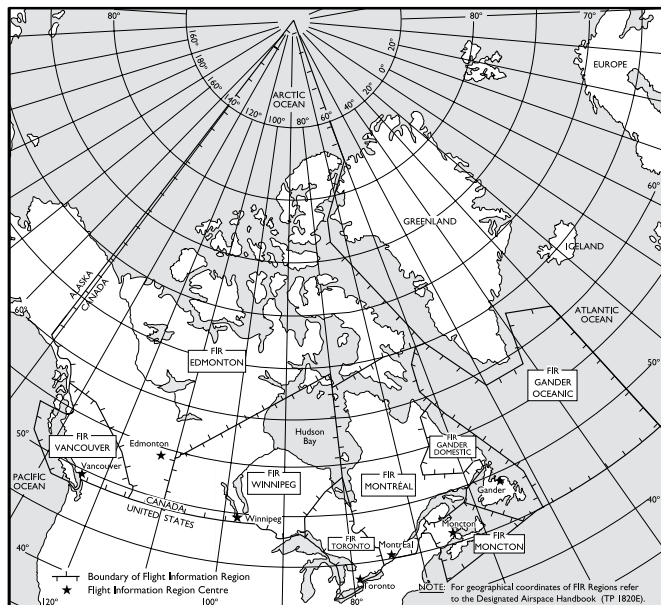 80°
80°
70°
160°
180°
160°
140°
120°
100°
80°
60°
40°
20°
0°
20°
ARCTIC
OCEAN
EUROPE
60°
GREENLAND
ICELAND
ALASKA
CANADA
60°
ATLANTIC
OCEAN
50°
FIR
EDMONTON
FIR
GANDER
OCEANIC
50°
FIR
VANCOUVER
Edmonton
Vancouver
Hudson
Bay
FIR
GANDER
DOMESTIC
PACIFIC
OCEAN
FIR
WINNIPEG
FIR
MONTRÉAL
Gander
40°
CANADA
UNITED STATES
Winnipeg
Moncton
FIR
TORONTO
Montréal
FIR
MONCTON
40°
Toronto
Boundary of Flight Information Region
Flight Information Region Centre
NOTE: For geographical coordinates of FIR Regions refer
to the Designated Airspace Handbook (TP 1820E).
120°
100°
80°